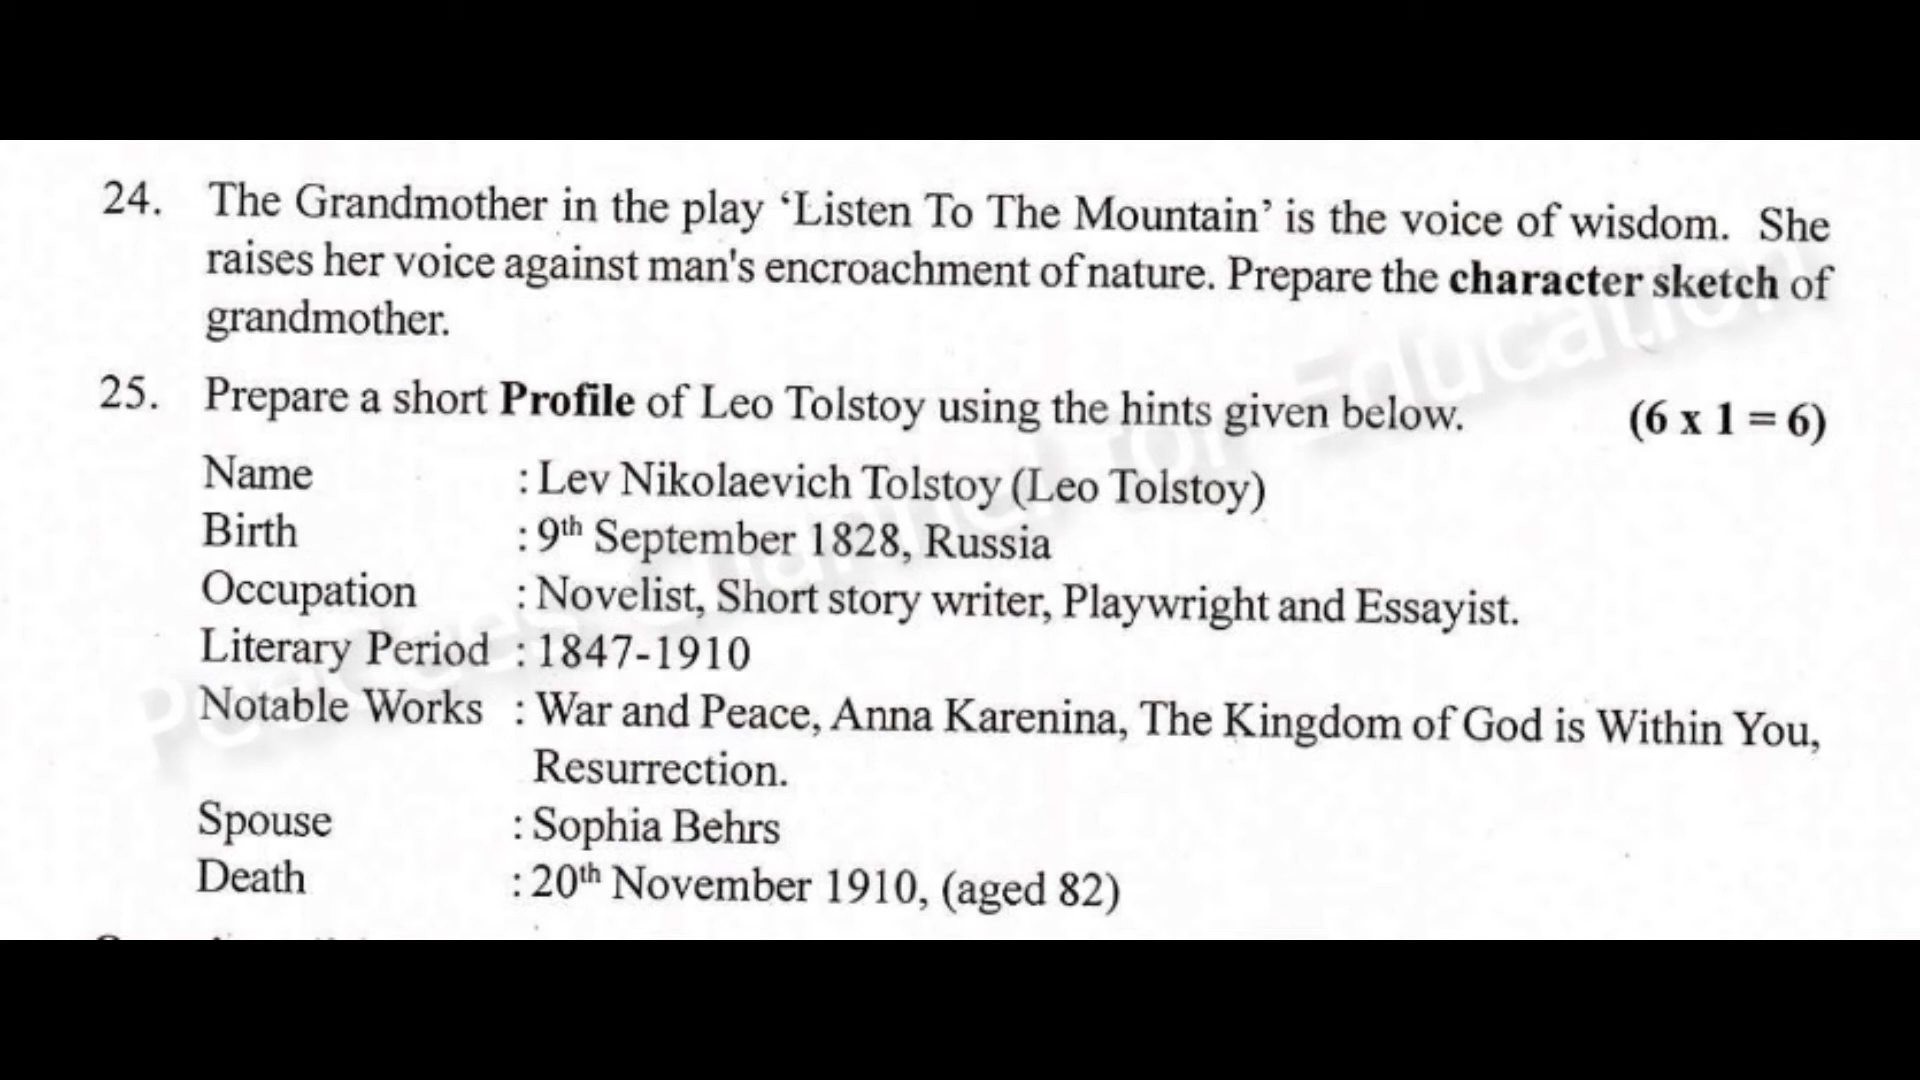 24. The Grandmother in the play ‘Listen To The Mountain’ is the voice of wisdom. She
raises her voice against man's encroachment of nature. Prepare the character sketch of
grandmother.
25. Prepare a short Profile of Leo Tolstoy using the hints given below. (6 x 1 = 6)
Name : Lev Nikolaevich Tolstoy (Leo Tolstoy)
Birth : 9th September 1828, Russia
Occupation : Novelist, Short story writer, Playwright and Essayist.
Literary Period : 1847-1910
Notable Works : War and Peace, Anna Karenina, The Kingdom of God is Within You,
Resurrection.
Spouse : Sophia Behrs
Death : 20th November 1910, (aged 82)